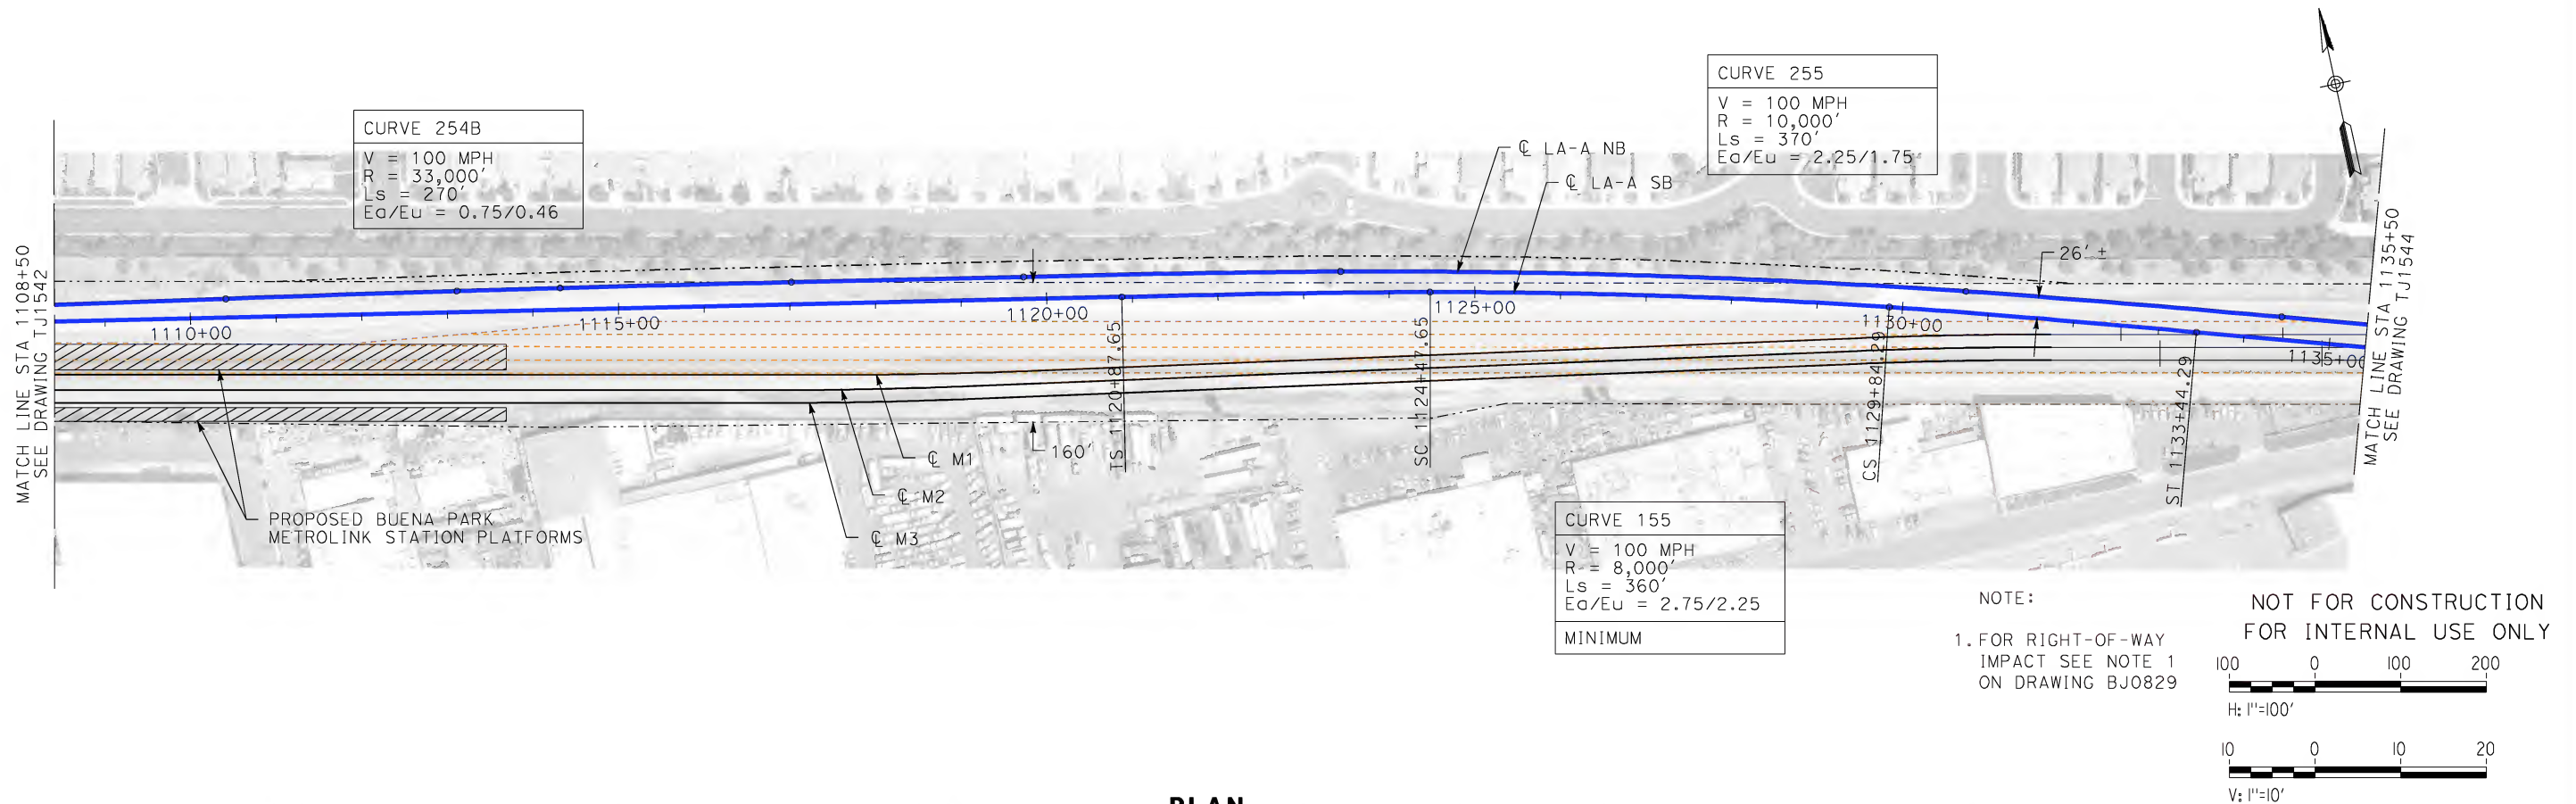 CURVE 254B
V = 100 MPH
R = 33,000'
Ls = 270'
Ea/Eu = 0.75/0.46
CURVE 255
V = 100 MPH
R = 10,000'
Ls = 370'
Ea/Eu = 2.25/1.75
℄ LA-A NB
℄ LA-A SB
26' ±
MATCH LINE STA 1108+50
SEE DRAWING TJ1542
1110+00
1115+00
1120+00
1125+00
1130+00
1135+00
TS 1120+87.65
SC 1124+47.65
CS 1129+84.29
ST 1133+44.29
MATCH LINE STA 1135+50
SEE DRAWING TJ1544
160'
℄ M1
℄ M2
℄ M3
PROPOSED BUENA PARK
METROLINK STATION PLATFORMS
CURVE 155
V = 100 MPH
R = 8,000'
Ls = 360'
Ea/Eu = 2.75/2.25
MINIMUM
NOTE:
1. FOR RIGHT-OF-WAY
IMPACT SEE NOTE 1
ON DRAWING BJ0829
NOT FOR CONSTRUCTION
FOR INTERNAL USE ONLY
100 0 100 200
H: 1"=100'
10 0 10 20
V: 1"=10'
PLAN